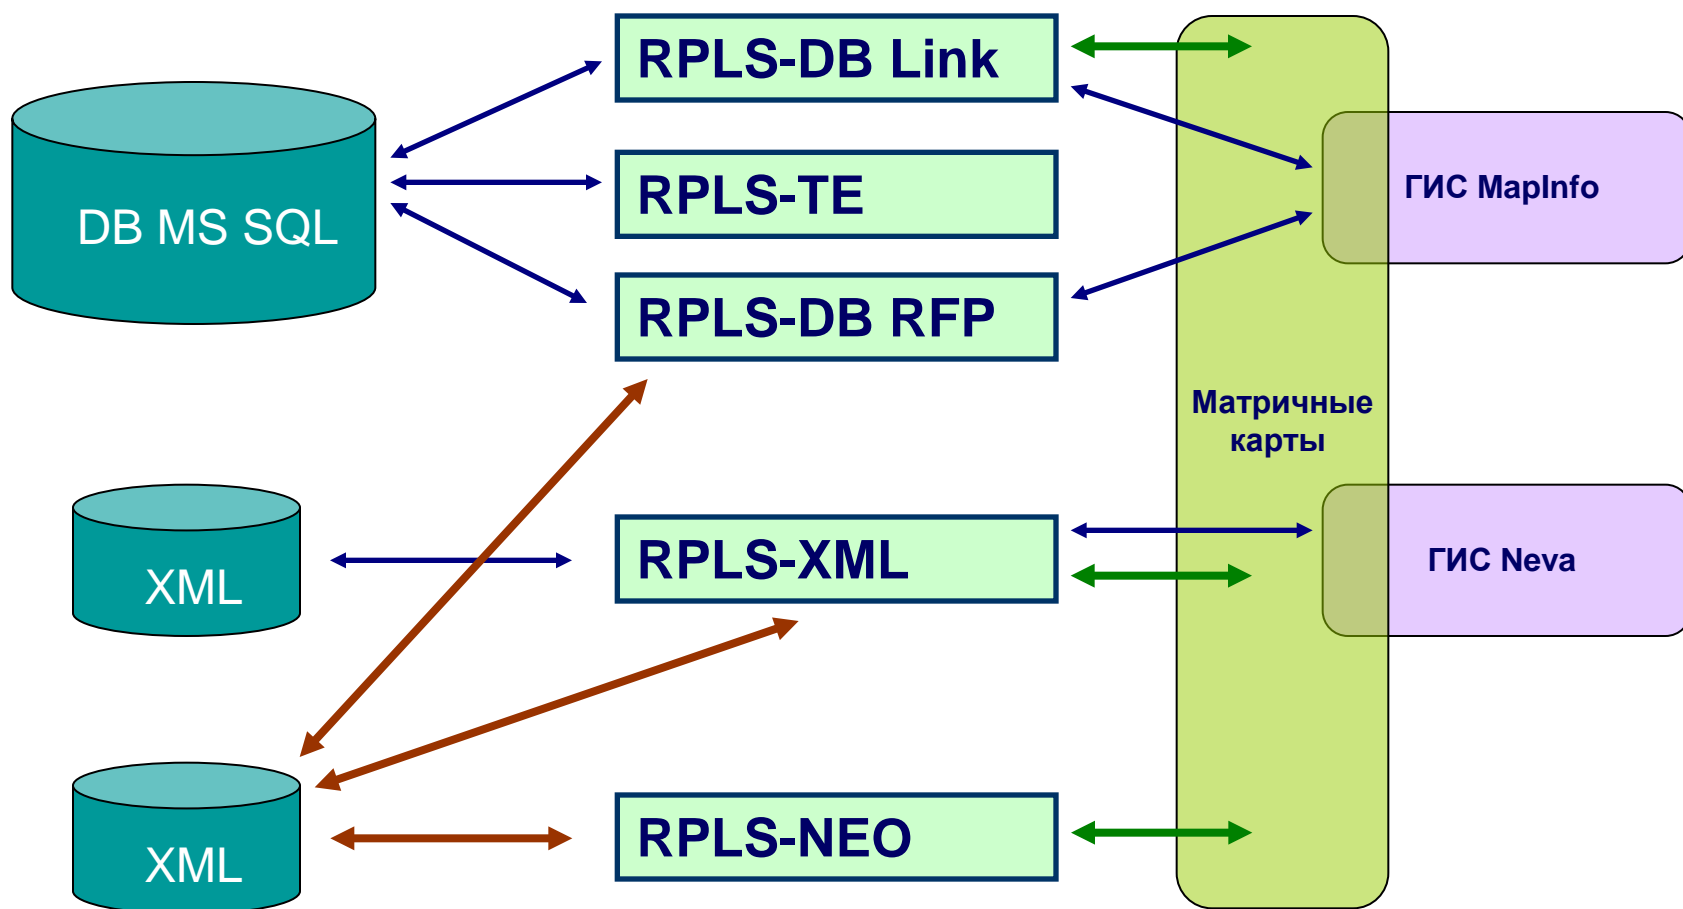 RPLS-DB Link
RPLS-TE
RPLS-DB RFP
DB MS SQL
ГИС MapInfo
Матричные
карты
XML
RPLS-XML
ГИС Neva
XML
RPLS-NEO